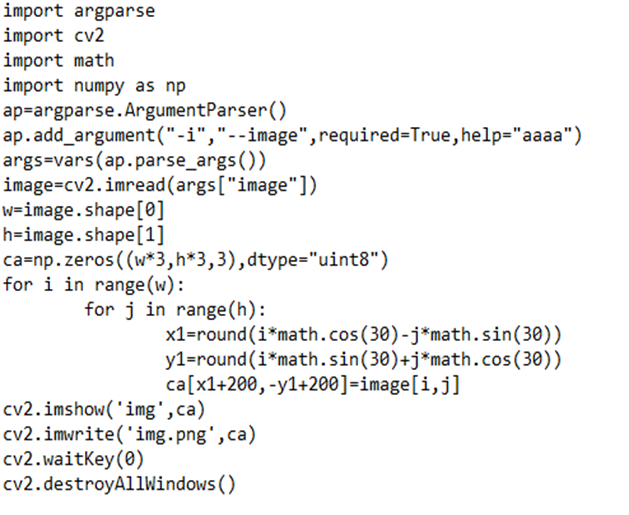 import argparse
import cv2
import math
import numpy as np
ap=argparse.ArgumentParser()
ap.add_argument("-i","--image",required=True,help="aaaa")
args=vars(ap.parse_args())
image=cv2.imread(args["image"])
w=image.shape[0]
h=image.shape[1]
ca=np.zeros((w*3,h*3,3),dtype="uint8")
for i in range(w):
        for j in range(h):
                x1=round(i*math.cos(30)-j*math.sin(30))
                y1=round(i*math.sin(30)+j*math.cos(30))
                ca[x1+200,-y1+200]=image[i,j]
cv2.imshow('img',ca)
cv2.imwrite('img.png',ca)
cv2.waitKey(0)
cv2.destroyAllWindows()